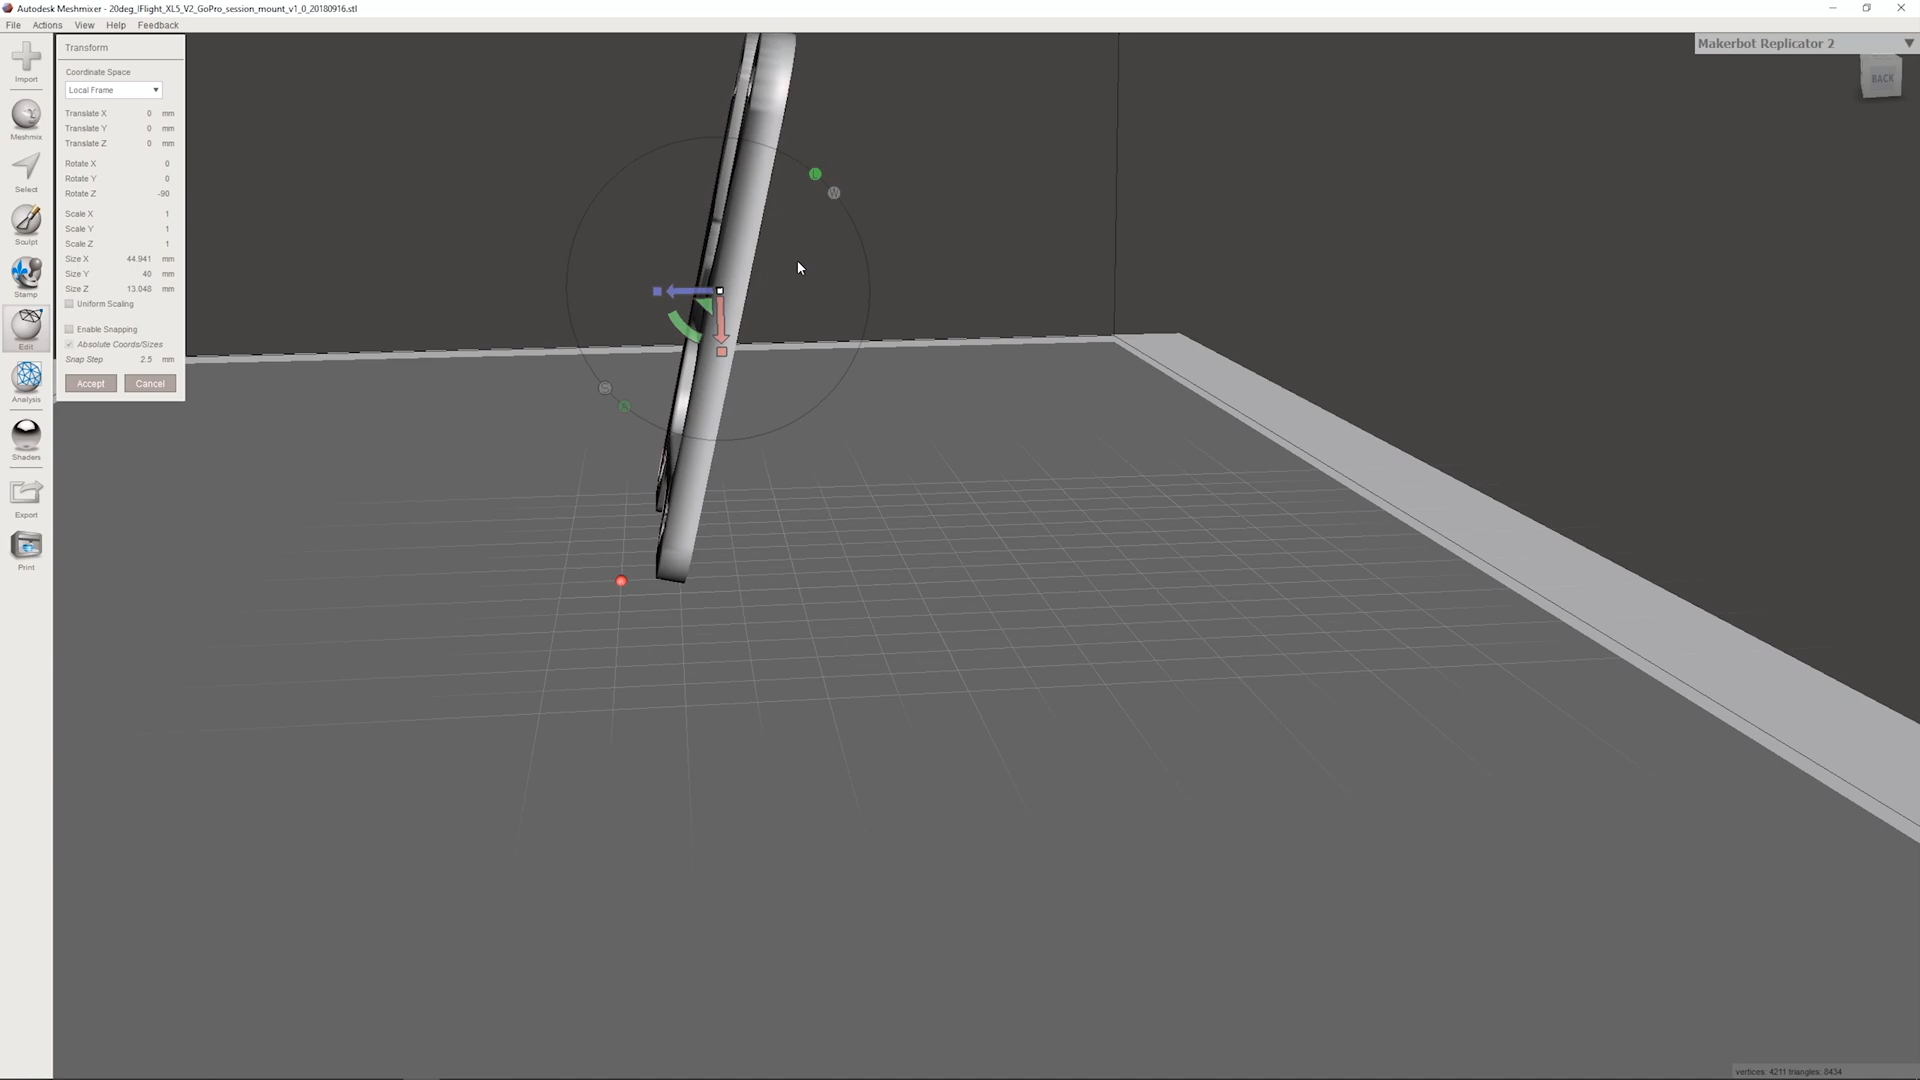 Autodesk Meshmixer - 20deg_IFlight_XL5_V2_GoPro_session_mount_v1_0_20180916.stl
File Actions View Help Feedback
Makerbot Replicator 2
BACK
Import
Meshmix
Select
Sculpt
Stamp
Edit
Analysis
Shaders
Export
Print
Transform
Coordinate Space
Local Frame
Translate X 0 mm
Translate Y 0 mm
Translate Z 0 mm
Rotate X 0
Rotate Y 0
Rotate Z -90
Scale X 1
Scale Y 1
Scale Z 1
Size X 44.941 mm
Size Y 40 mm
Size Z 13.048 mm
Uniform Scaling
Enable Snapping
Absolute Coords/Sizes
Snap Step 2.5 mm
Accept Cancel
L
W
S
vertices: 4211 triangles: 8434